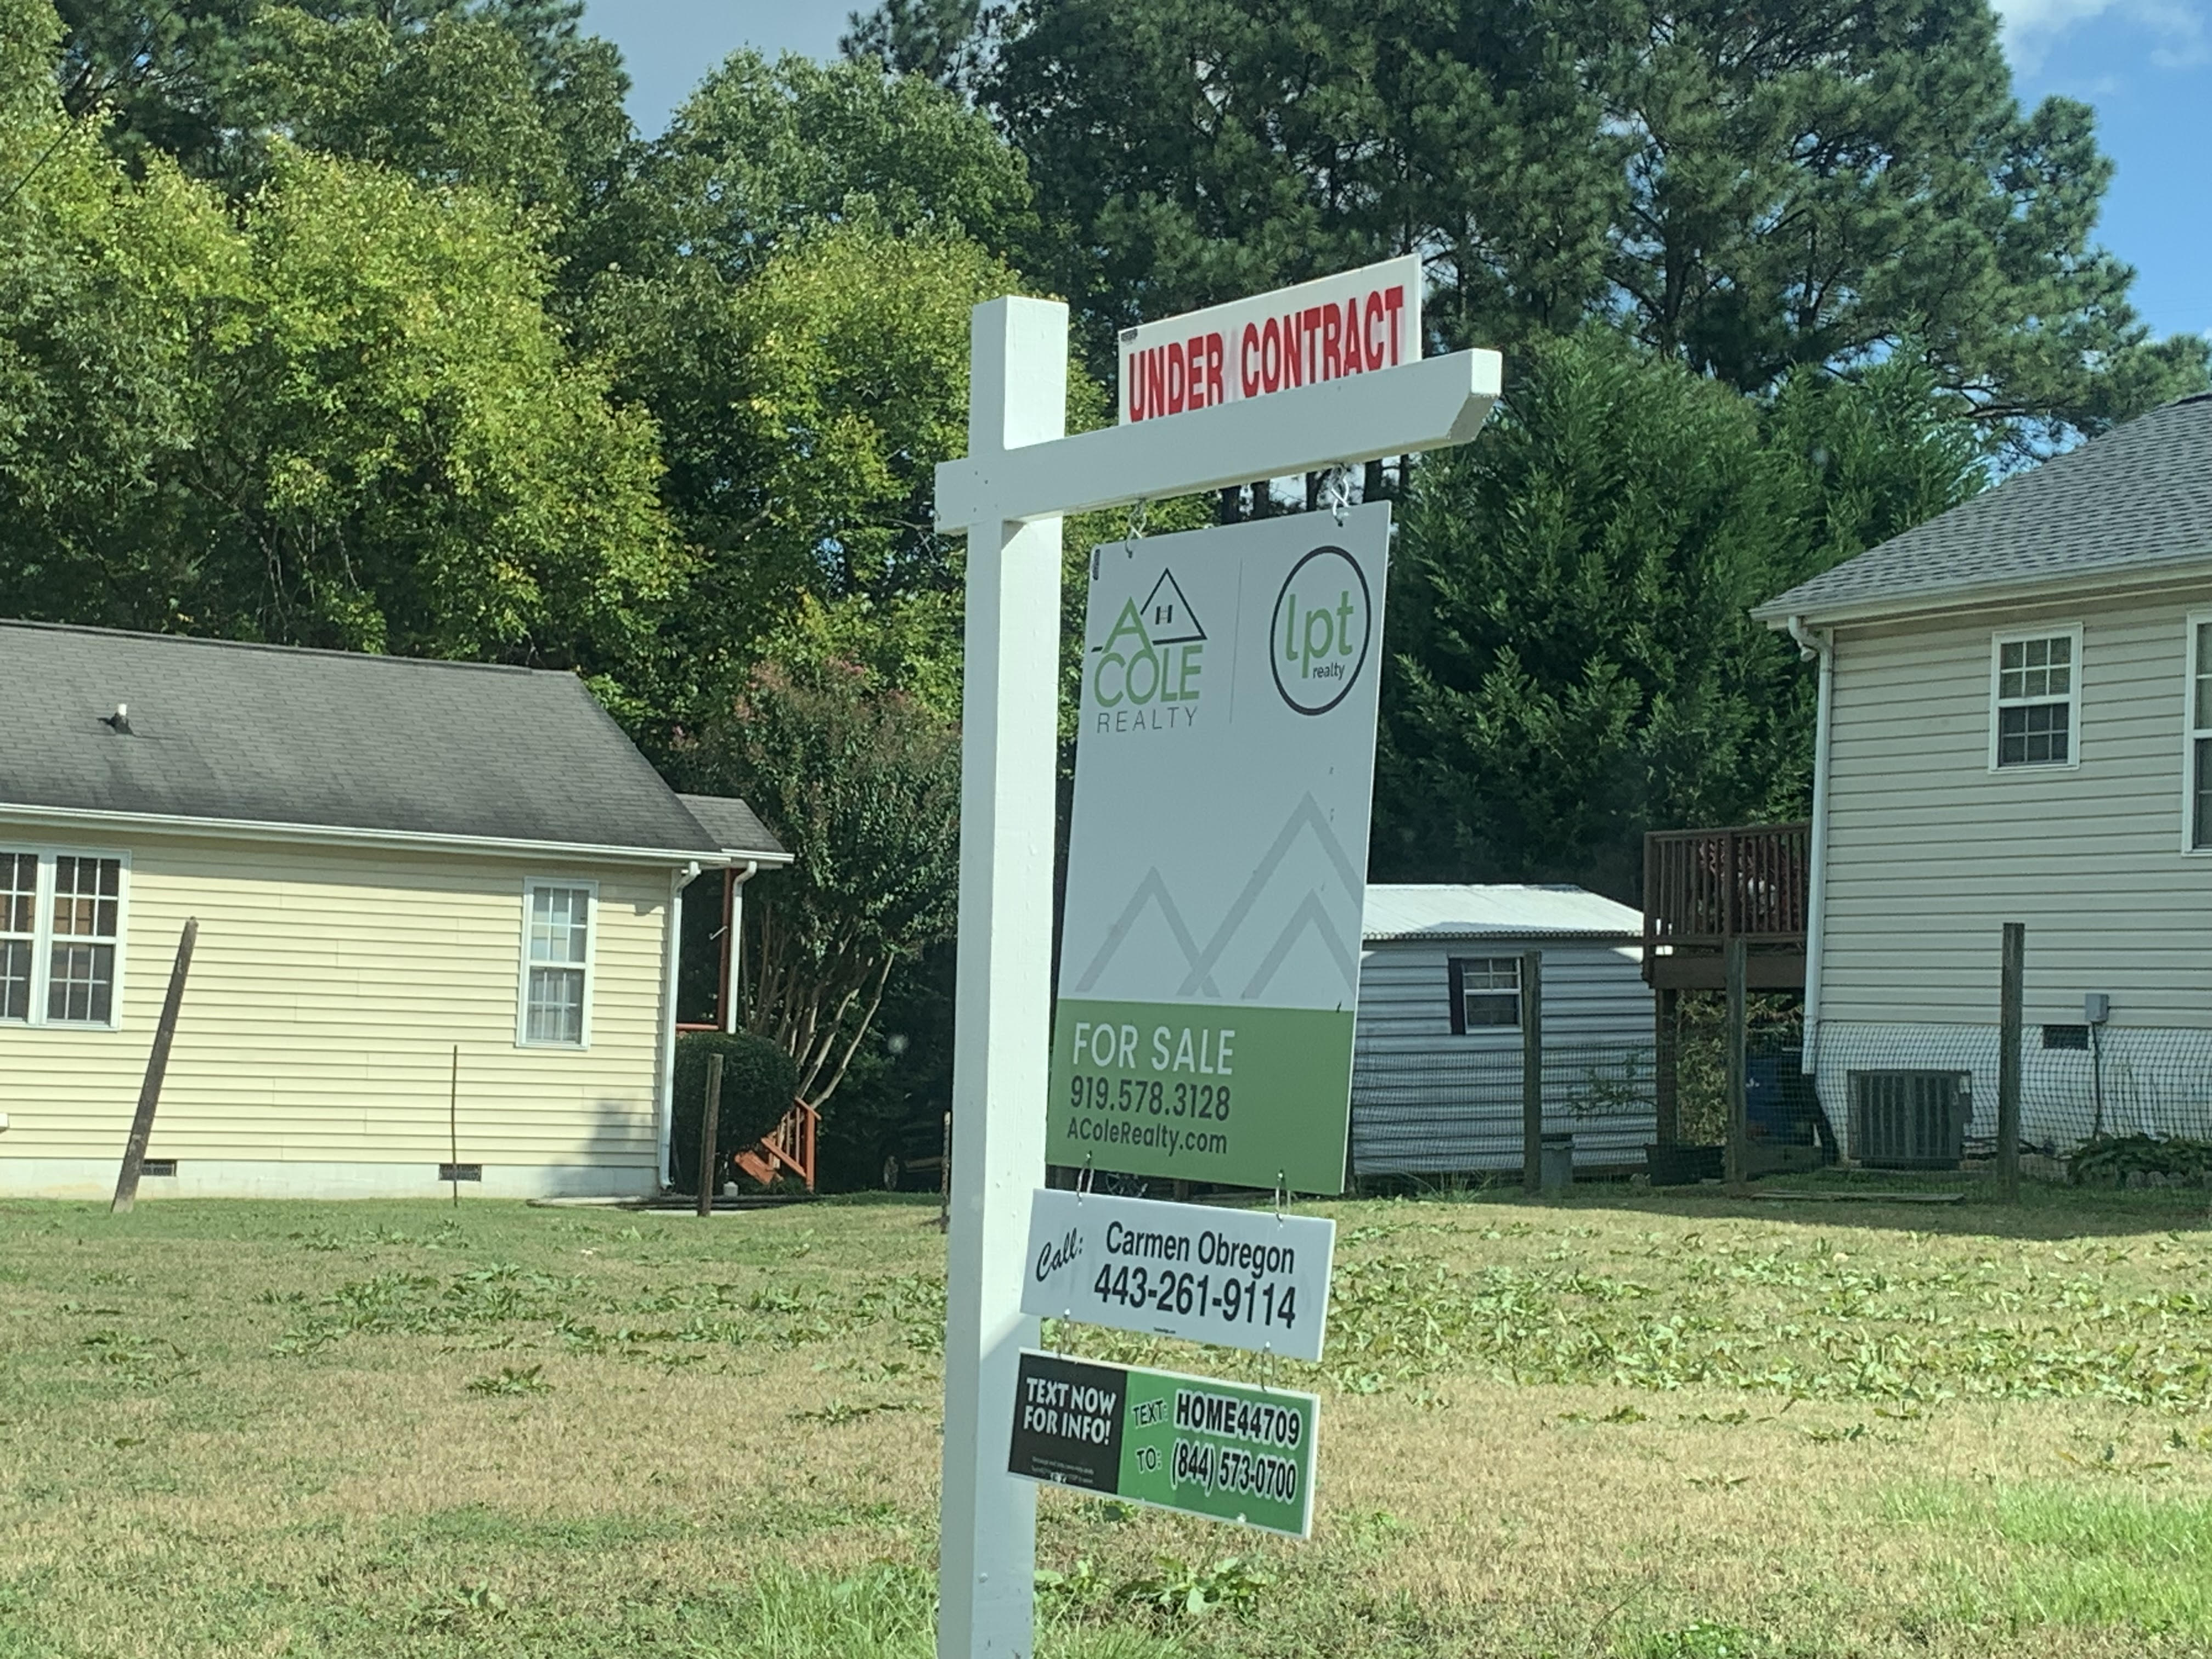 UNDER CONTRACT
A
COLE
REALTY
lpt
realty
FOR SALE
919.578.3128
AColeRealty.com
Call: Carmen Obregon
443-261-9114
TEXT NOW
FOR INFO!
TEXT: HOME44709
TO: (844) 573-0700